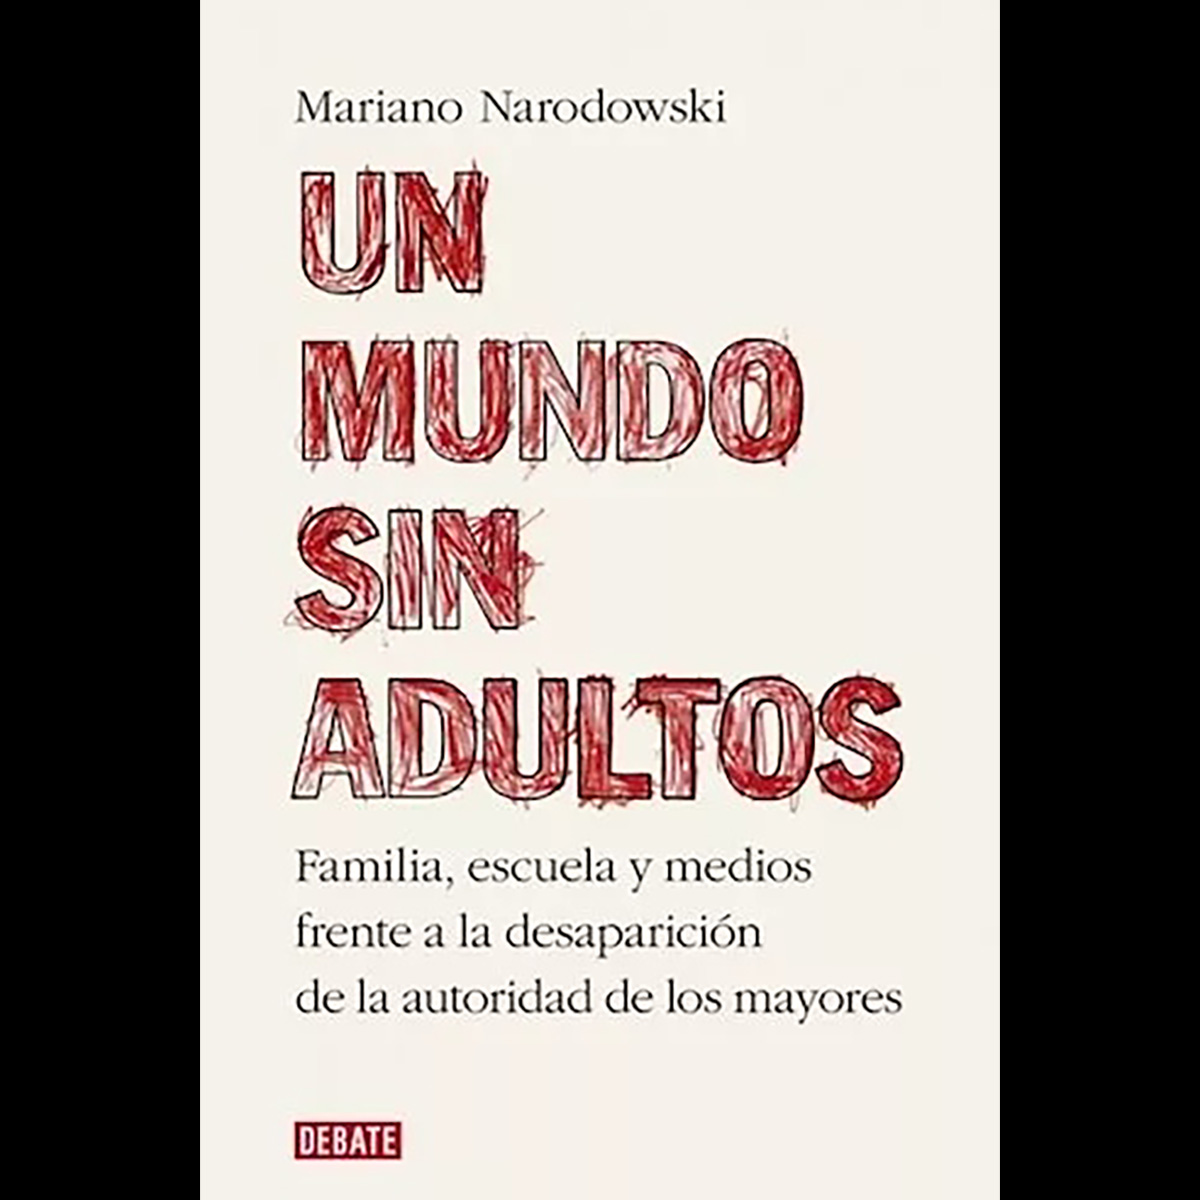 Mariano Narodowski
UN
MUNDO
SIN
ADULTOS
Familia, escuela y medios
frente a la desaparición
de la autoridad de los mayores
DEBATE